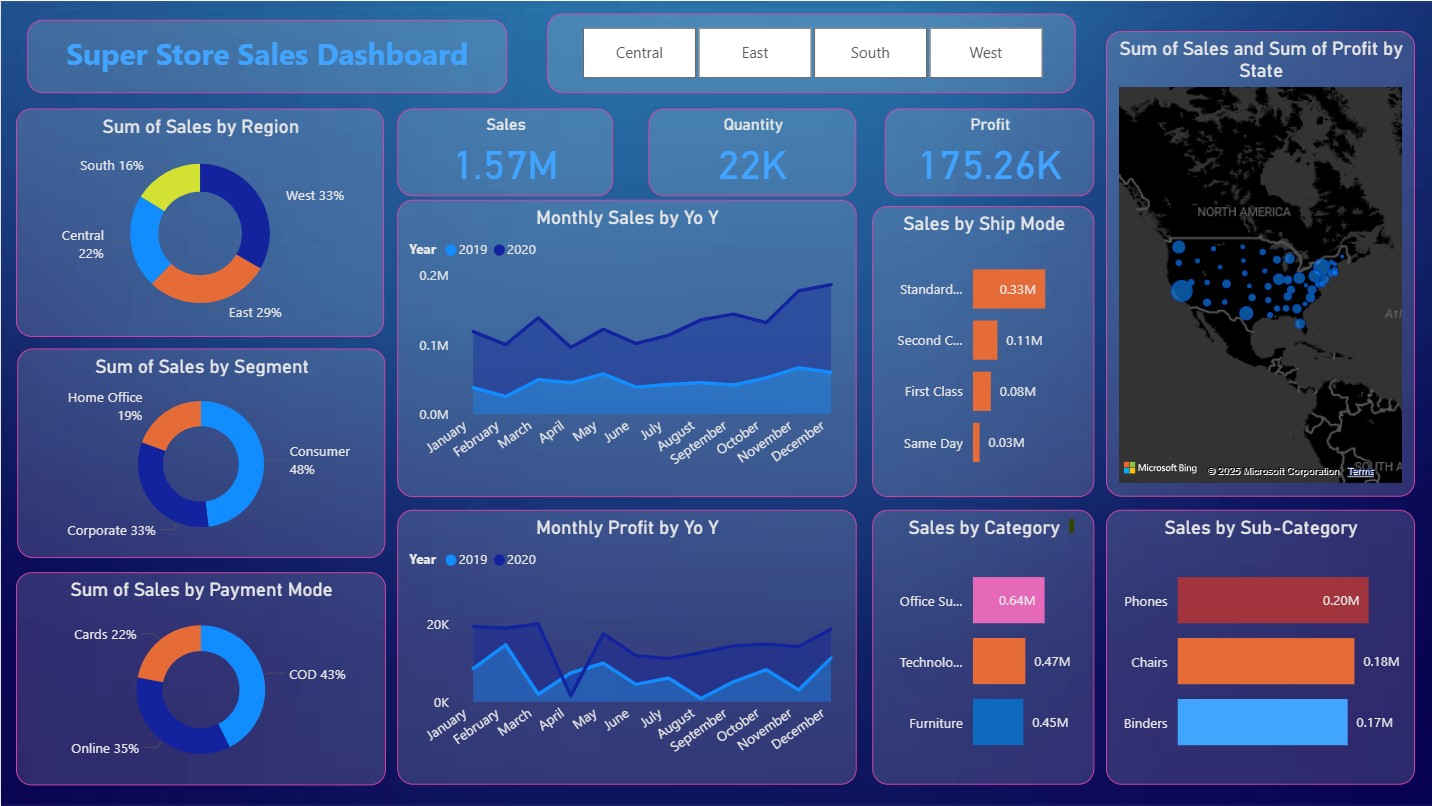 Super Store Sales Dashboard
Central
East
South
West
Sum of Sales and Sum of Profit by
State
NORTH AMERICA
Atl
SOUTH A
Microsoft Bing
© 2025 Microsoft Corporation
Terms
Sum of Sales by Region
South 16%
West 33%
Central
22%
East 29%
Sales
1.57M
Quantity
22K
Profit
175.26K
Monthly Sales by Yo Y
Year 2019 2020
0.2M
0.1M
0.0M
January
February
March
April
May
June
July
August
September
October
November
December
Sales by Ship Mode
Standard... 0.33M
Second C... 0.11M
First Class 0.08M
Same Day 0.03M
Sum of Sales by Segment
Home Office
19%
Consumer
48%
Corporate 33%
Sum of Sales by Payment Mode
Cards 22%
COD 43%
Online 35%
Monthly Profit by Yo Y
Year 2019 2020
20K
0K
January
February
March
April
May
June
July
August
September
October
November
December
Sales by Category
Office Su... 0.64M
Technolo... 0.47M
Furniture 0.45M
Sales by Sub-Category
Phones 0.20M
Chairs 0.18M
Binders 0.17M